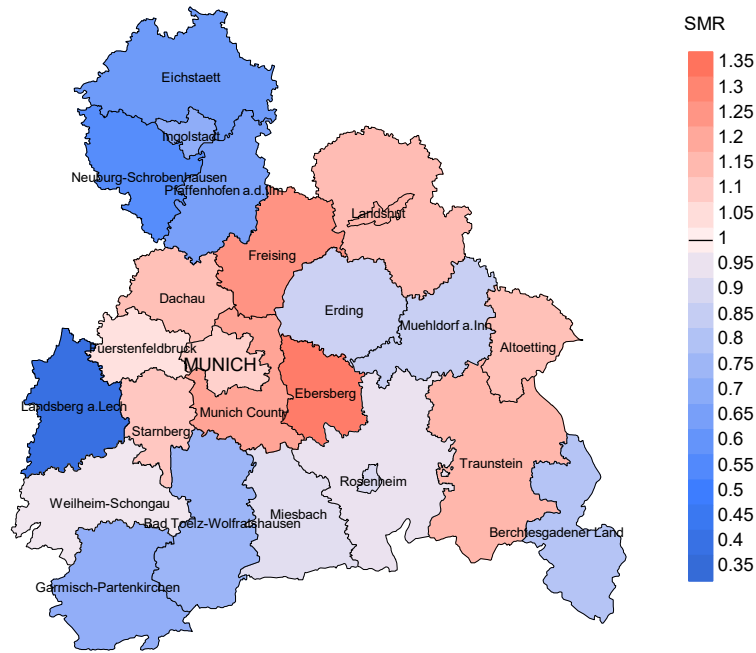 SMR
1.35
1.3
1.25
1.2
1.15
1.1
1.05
1
0.95
0.9
0.85
0.8
0.75
0.7
0.65
0.6
0.55
0.5
0.45
0.4
0.35
Eichstaett
Ingolstadt
Neuburg-Schrobenhausen
Pfaffenhofen a.d.Ilm
Landshut
Freising
Dachau
Erding
Muehldorf a.Inn
Altoetting
Fuerstenfeldbruck
MUNICH
Ebersberg
Landsberg a.Lech
Munich County
Starnberg
Traunstein
Rosenheim
Weilheim-Schongau
Miesbach
Bad Toelz-Wolfratshausen
Berchtesgadener Land
Garmisch-Partenkirchen